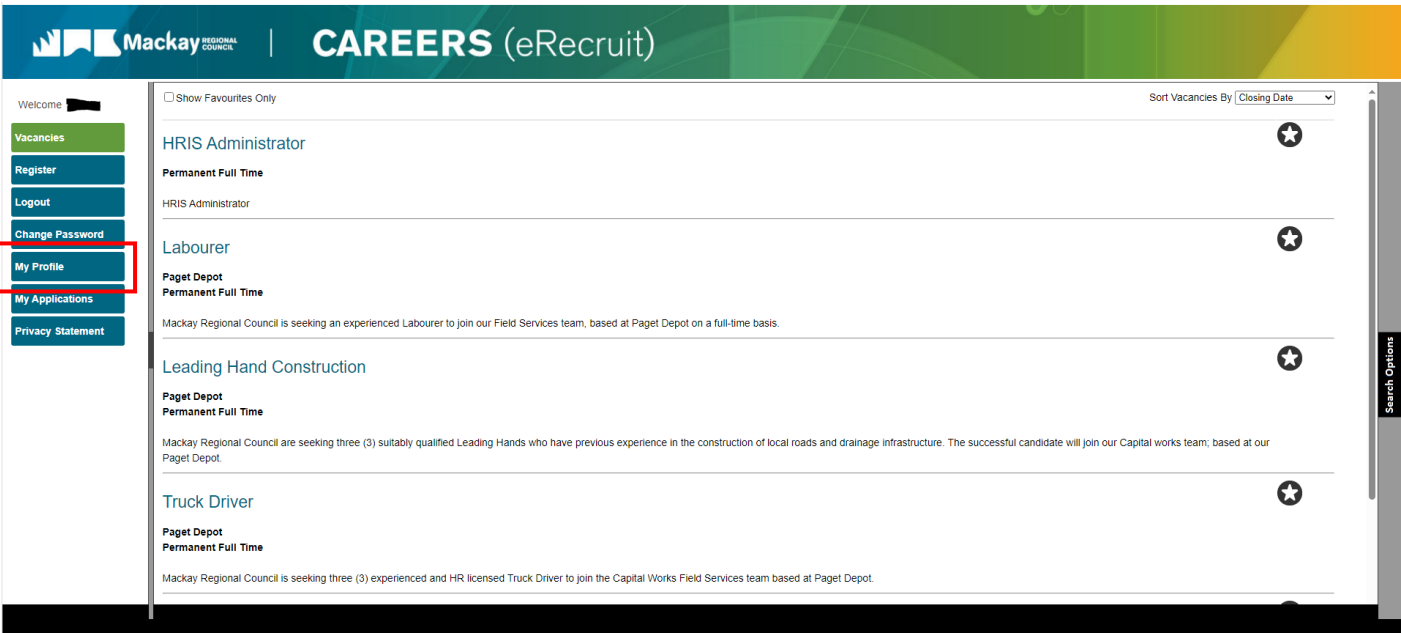 Mackay REGIONAL COUNCIL | CAREERS (eRecruit)
Welcome
Vacancies
Register
Logout
Change Password
My Profile
My Applications
Privacy Statement
Show Favourites Only
Sort Vacancies By Closing Date
HRIS Administrator
Permanent Full Time
HRIS Administrator
Labourer
Paget Depot
Permanent Full Time
Mackay Regional Council is seeking an experienced Labourer to join our Field Services team, based at Paget Depot on a full-time basis.
Leading Hand Construction
Paget Depot
Permanent Full Time
Mackay Regional Council are seeking three (3) suitably qualified Leading Hands who have previous experience in the construction of local roads and drainage infrastructure. The successful candidate will join our Capital works team; based at our
Paget Depot.
Truck Driver
Paget Depot
Permanent Full Time
Mackay Regional Council is seeking three (3) experienced and HR licensed Truck Driver to join the Capital Works Field Services team based at Paget Depot.
Search Options